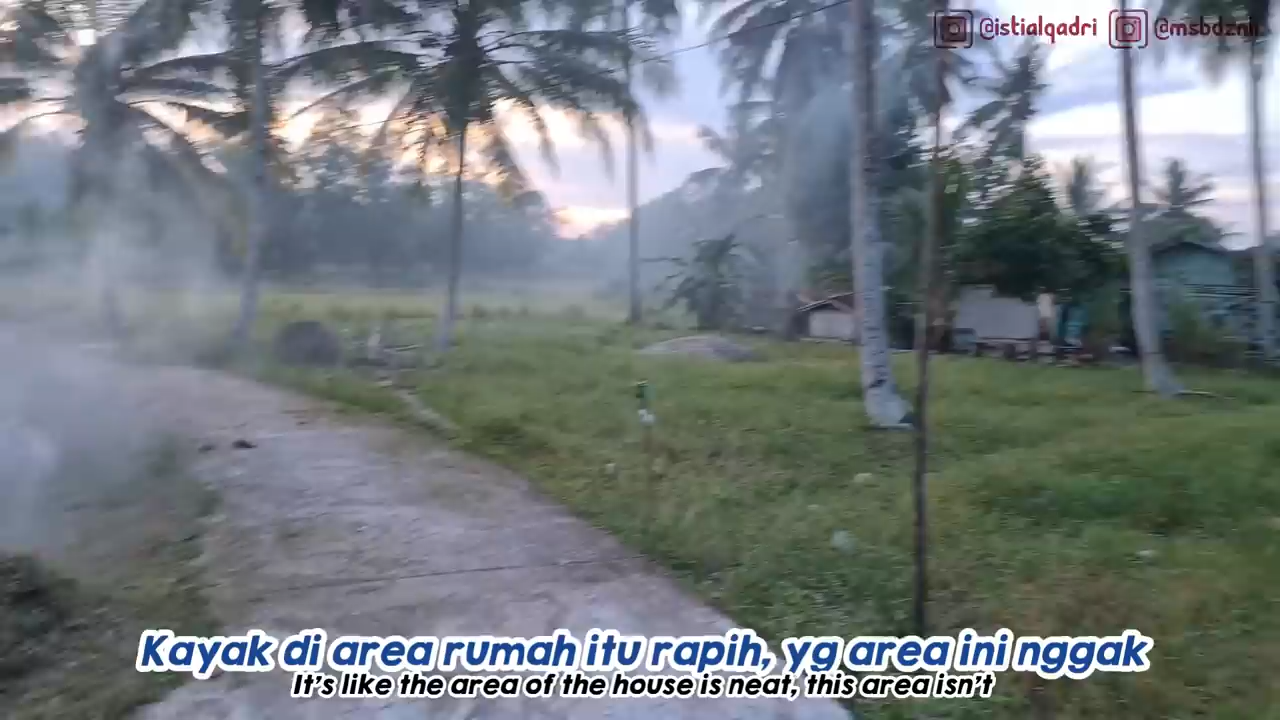 @istialqadri @msbdznii
Kayak di area rumah itu rapih, yg area ini nggak
It's like the area of the house is neat, this area isn't